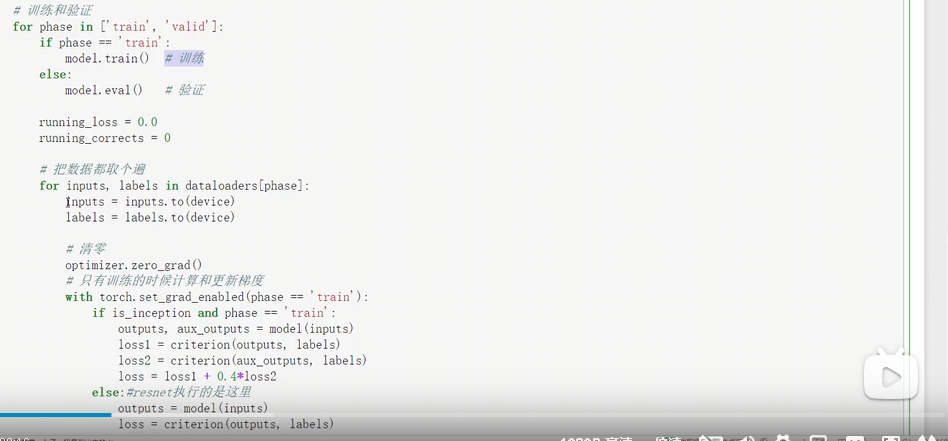 # 训练和验证
for phase in ['train', 'valid']:
if phase == 'train':
model.train() # 训练
else:
model.eval() # 验证
running_loss = 0.0
running_corrects = 0
# 把数据都取个遍
for inputs, labels in dataloaders[phase]:
inputs = inputs.to(device)
labels = labels.to(device)
# 清零
optimizer.zero_grad()
# 只有训练的时候计算和更新梯度
with torch.set_grad_enabled(phase == 'train'):
if is_inception and phase == 'train':
outputs, aux_outputs = model(inputs)
loss1 = criterion(outputs, labels)
loss2 = criterion(aux_outputs, labels)
loss = loss1 + 0.4*loss2
else:#resnet执行的是这里
outputs = model(inputs)
loss = criterion(outputs, labels)